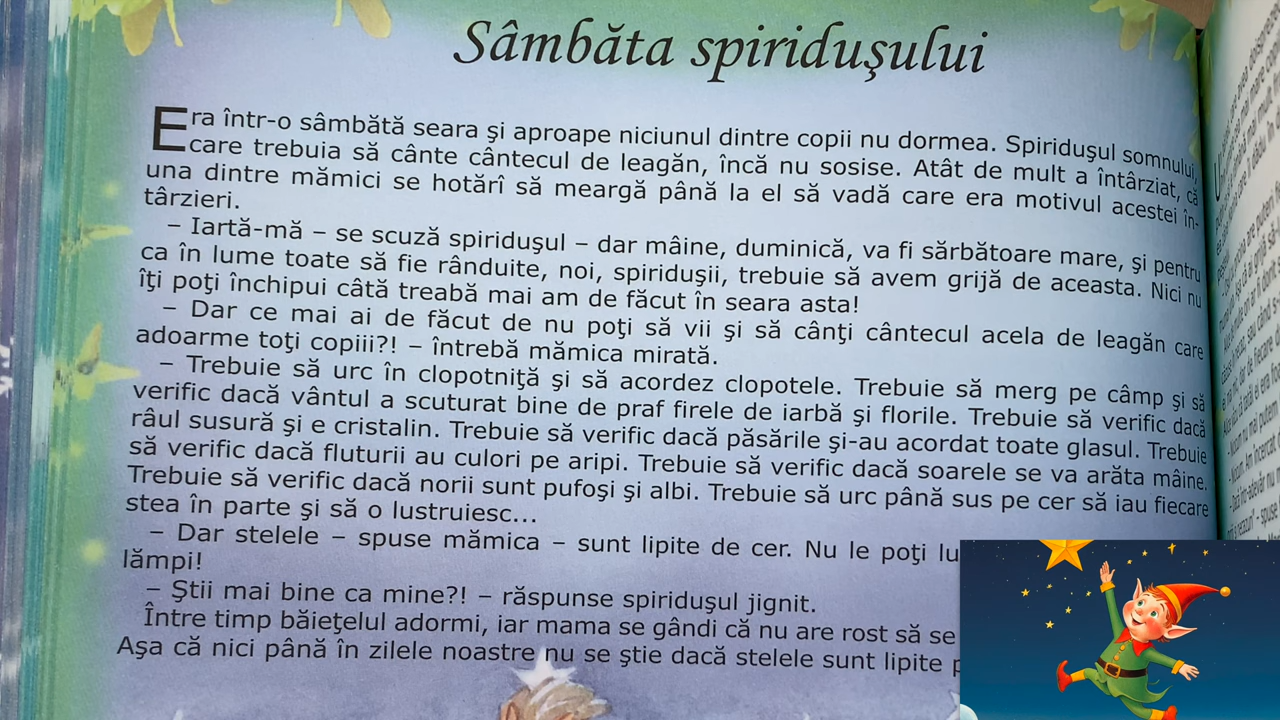 Sâmbăta spiriduşului
Era într-o sâmbătă seara şi aproape niciunul dintre copii nu dormea. Spiriduşul somnului,
care trebuia să cânte cântecul de leagăn, încă nu sosise. Atât de mult a întârziat, că
una dintre mămici se hotărî să meargă până la el să vadă care era motivul acestei în-
târzieri.
– Iartă-mă – se scuză spiriduşul – dar mâine, duminică, va fi sărbătoare mare, şi pentru
ca în lume toate să fie rânduite, noi, spiriduşii, trebuie să avem grijă de aceasta. Nici nu
îţi poţi închipui câtă treabă mai am de făcut în seara asta!
– Dar ce mai ai de făcut de nu poţi să vii şi să cânţi cântecul acela de leagăn care
adoarme toţi copiii?! – întrebă mămica mirată.
– Trebuie să urc în clopotniţă şi să acordez clopotele. Trebuie să merg pe câmp şi să
verific dacă vântul a scuturat bine de praf firele de iarbă şi florile. Trebuie să verific dacă
râul susură şi e cristalin. Trebuie să verific dacă păsările şi-au acordat toate glasul. Trebuie
să verific dacă fluturii au culori pe aripi. Trebuie să verific dacă soarele se va arăta mâine.
Trebuie să verific dacă norii sunt pufoşi şi albi. Trebuie să urc până sus pe cer să iau fiecare
stea în parte şi să o lustruiesc...
– Dar stelele – spuse mămica – sunt lipite de cer. Nu le poţi
lămpi!
– Ştii mai bine ca mine?! – răspunse spiriduşul jignit.
Între timp băieţelul adormi, iar mama se gândi că nu are rost să se
Aşa că nici până în zilele noastre nu se ştie dacă stelele sunt lipite